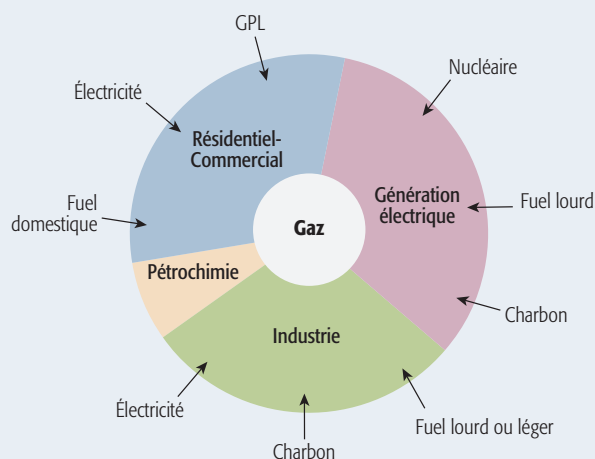 GPL
Électricité
Nucléaire
Résidentiel-
Commercial
Génération
électrique
Fuel
domestique
Fuel lourd
Gaz
Pétrochimie
Charbon
Industrie
Électricité
Fuel lourd ou léger
Charbon